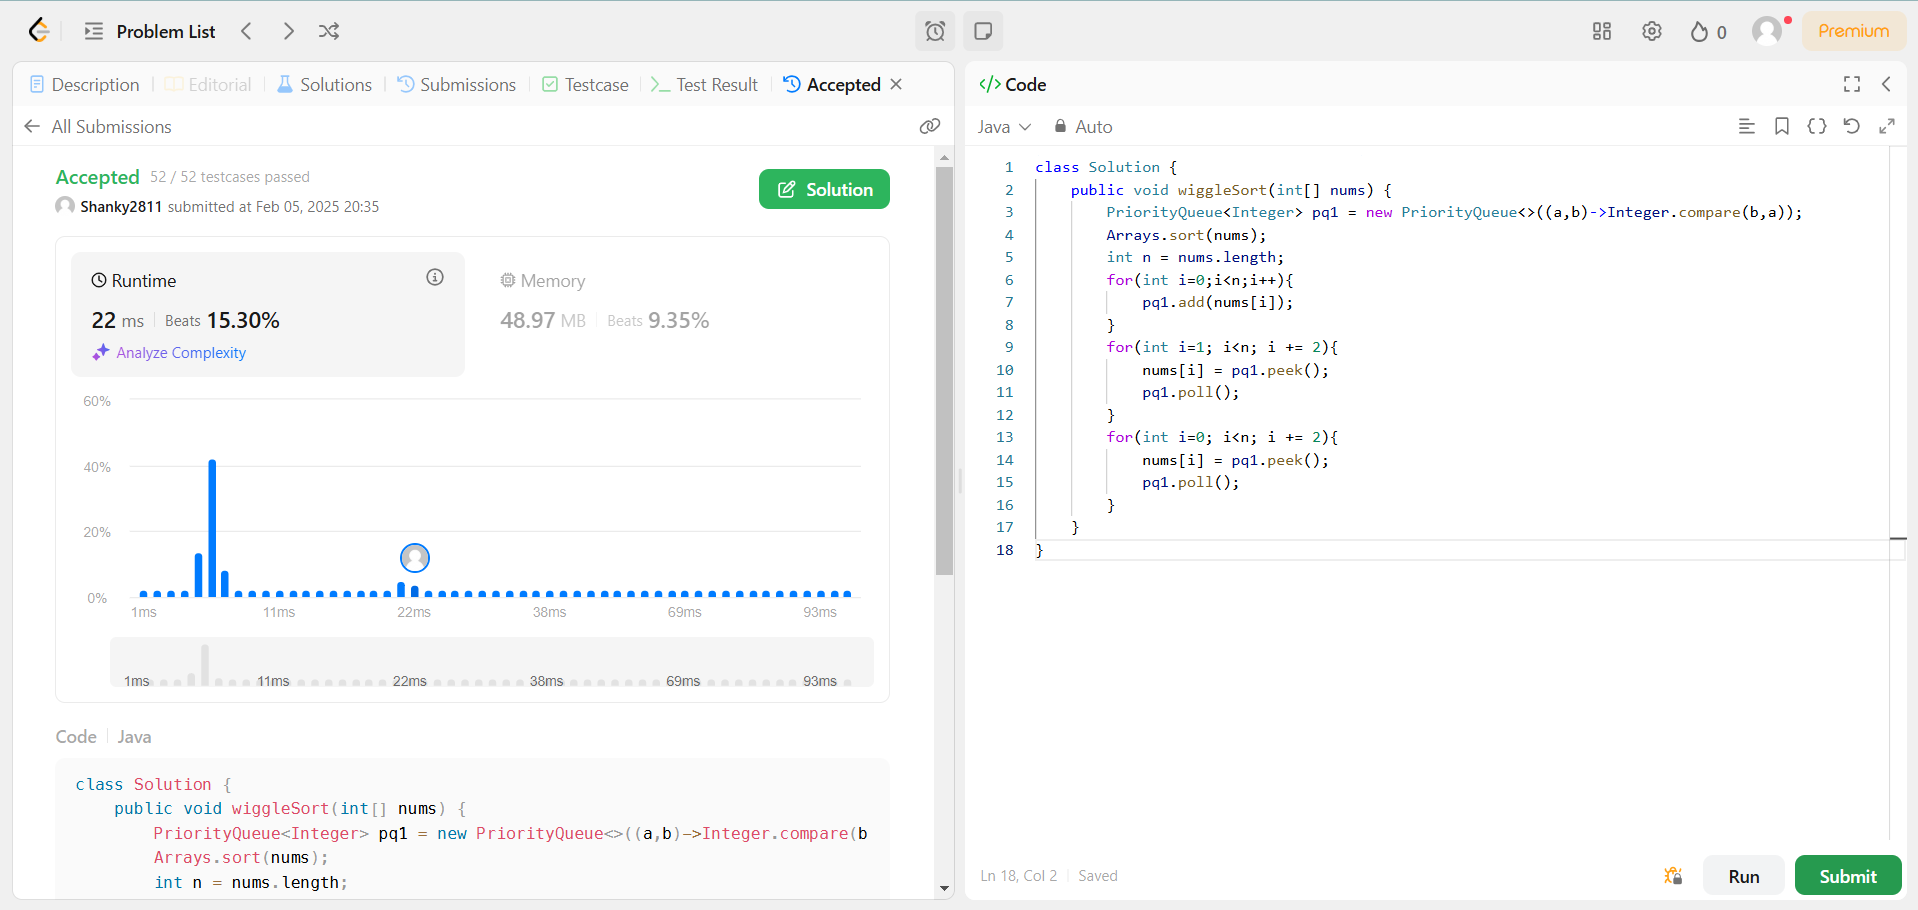 Problem List
0
Premium
Description
Editorial
Solutions
Submissions
Testcase
Test Result
Accepted
All Submissions
Accepted 52 / 52 testcases passed
Shanky2811 submitted at Feb 05, 2025 20:35
Solution
Runtime
22 ms Beats 15.30%
Analyze Complexity
Memory
48.97 MB Beats 9.35%
60%
40%
20%
0%
1ms 11ms 22ms 38ms 69ms 93ms
1ms 11ms 22ms 38ms 69ms 93ms
Code Java
class Solution {
    public void wiggleSort(int[] nums) {
        PriorityQueue<Integer> pq1 = new PriorityQueue<>((a,b)->Integer.compare(b
        Arrays.sort(nums);
        int n = nums.length;
</> Code
Java Auto
1 class Solution {
2     public void wiggleSort(int[] nums) {
3         PriorityQueue<Integer> pq1 = new PriorityQueue<>((a,b)->Integer.compare(b,a));
4         Arrays.sort(nums);
5         int n = nums.length;
6         for(int i=0;i<n;i++){
7             pq1.add(nums[i]);
8         }
9         for(int i=1; i<n; i += 2){
10             nums[i] = pq1.peek();
11             pq1.poll();
12         }
13         for(int i=0; i<n; i += 2){
14             nums[i] = pq1.peek();
15             pq1.poll();
16         }
17     }
18 }
Ln 18, Col 2 Saved
Run
Submit